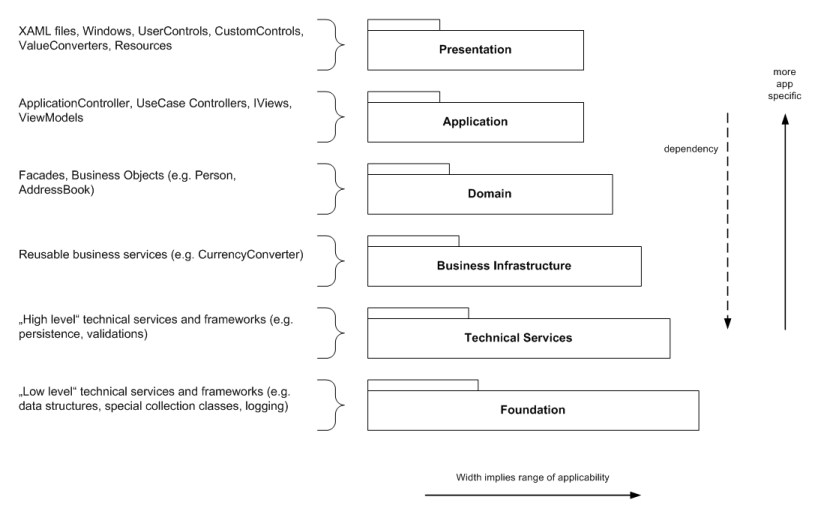 XAML files, Windows, UserControls, CustomControls,
ValueConverters, Resources
Presentation
more
app
specific
ApplicationController, UseCase Controllers, IViews,
ViewModels
Application
dependency
Facades, Business Objects (e.g. Person,
AddressBook)
Domain
Reusable business services (e.g. CurrencyConverter)
Business Infrastructure
„High level“ technical services and frameworks (e.g.
persistence, validations)
Technical Services
„Low level“ technical services and frameworks (e.g.
data structures, special collection classes, logging)
Foundation
Width implies range of applicability